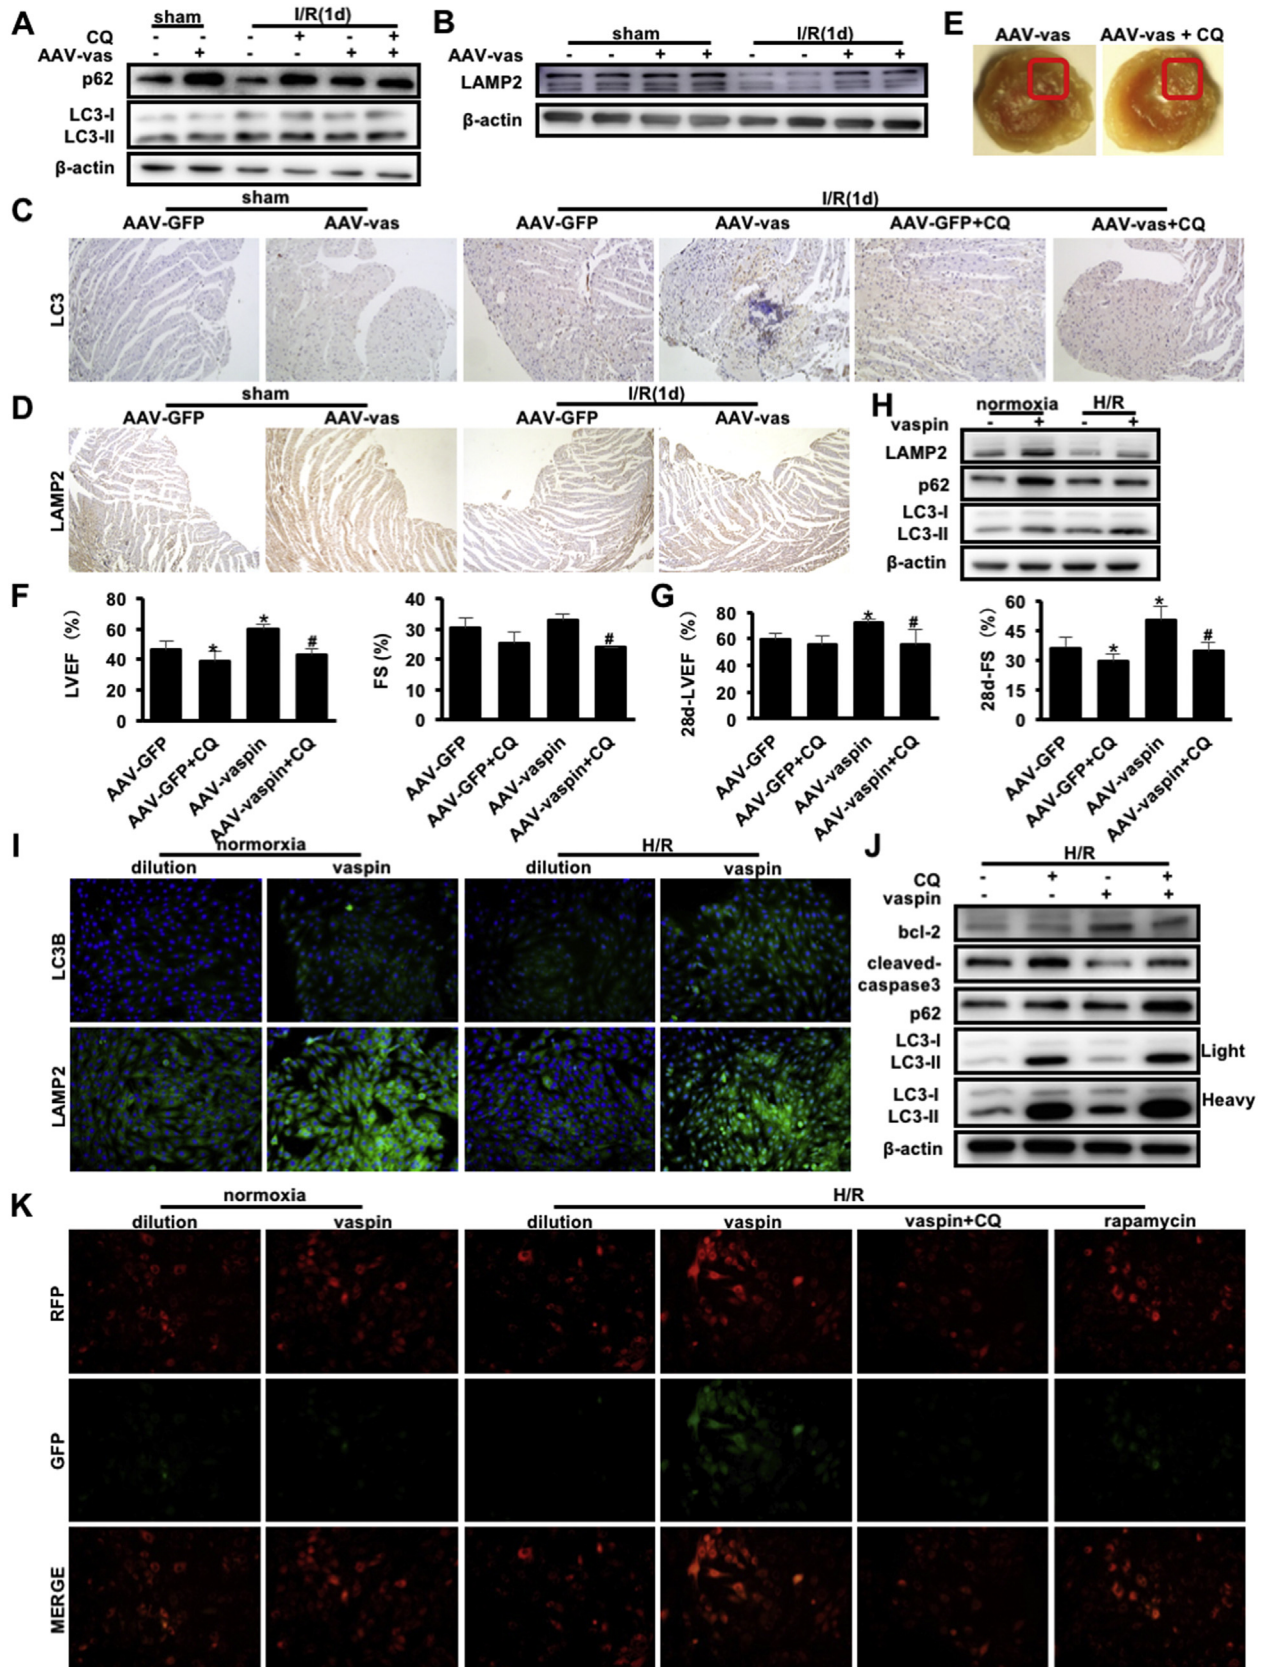 A
sham
I/R(1d)
CQ - - - + - +
AAV-vas - + - - + +
p62
LC3-I
LC3-II
β-actin
B
sham
I/R(1d)
AAV-vas - - + + - - + +
LAMP2
β-actin
E
AAV-vas
AAV-vas + CQ
C
sham
I/R(1d)
AAV-GFP
AAV-vas
AAV-GFP
AAV-vas
AAV-GFP+CQ
AAV-vas+CQ
LC3
D
sham
I/R(1d)
AAV-GFP
AAV-vas
AAV-GFP
AAV-vas
LAMP2
H
normoxia
H/R
vaspin - + - +
LAMP2
p62
LC3-I
LC3-II
β-actin
F
LVEF (%)
80
60
40
20
0
*
*
#
AAV-GFP
AAV-GFP+CQ
AAV-vaspin
AAV-vaspin+CQ
FS (%)
40
30
20
10
0
#
AAV-GFP
AAV-GFP+CQ
AAV-vaspin
AAV-vaspin+CQ
G
28d-LVEF (%)
80
60
40
20
0
*
#
AAV-GFP
AAV-GFP+CQ
AAV-vaspin
AAV-vaspin+CQ
28d-FS (%)
60
45
30
15
0
*
*
#
AAV-GFP
AAV-GFP+CQ
AAV-vaspin
AAV-vaspin+CQ
I
normorxia
H/R
dilution
vaspin
dilution
vaspin
LC3B
LAMP2
J
H/R
CQ - + - +
vaspin - - + +
bcl-2
cleaved-
caspase3
p62
LC3-I
LC3-II
Light
LC3-I
LC3-II
Heavy
β-actin
K
normoxia
H/R
dilution
vaspin
dilution
vaspin
vaspin+CQ
rapamycin
RFP
GFP
MERGE